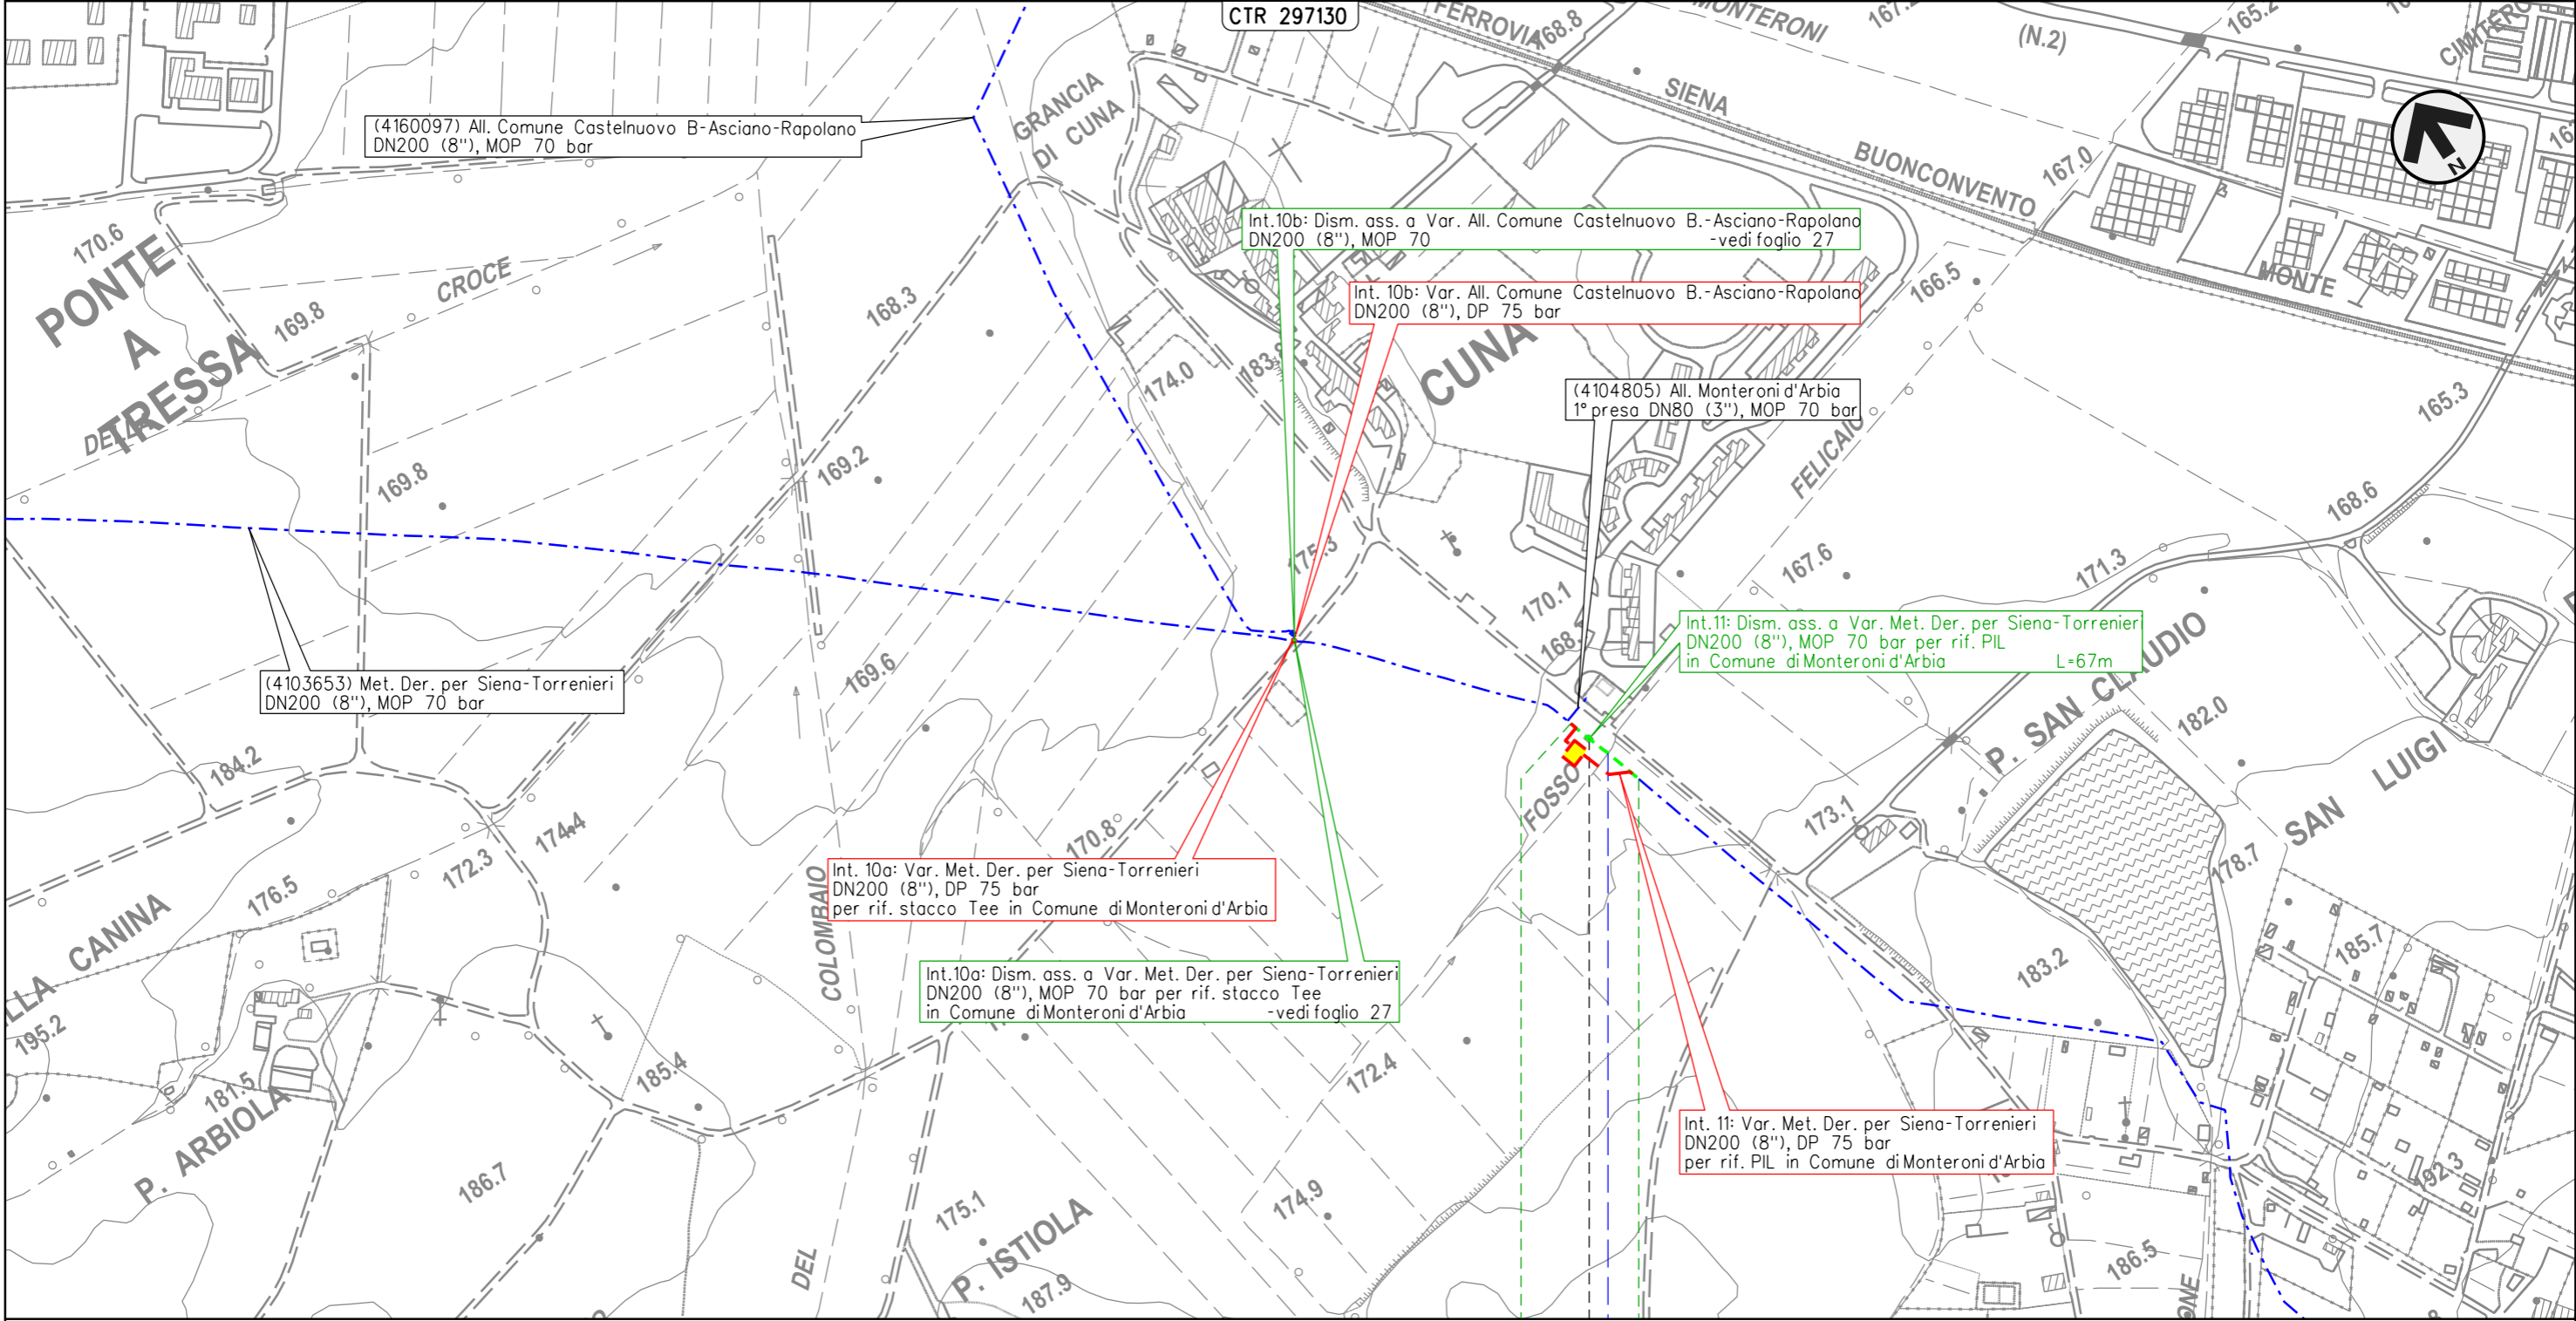 CTR 297130
FERROVIA
168.8
MONTERONI
(N.2)
165.2
CIMITERO
SIENA
BUONCONVENTO
167.0
MONTE
N
GRANCIA
DI CUNA
(4160097) All. Comune Castelnuovo B-Asciano-Rapolano
DN200 (8"), MOP 70 bar
170.6
PONTE
A
TRESSA
CROCE
169.8
168.3
Int.10b: Dism. ass. a Var. All. Comune Castelnuovo B.-Asciano-Rapolano
DN200 (8"), MOP 70 -vedi foglio 27
Int. 10b: Var. All. Comune Castelnuovo B.-Asciano-Rapolano
DN200 (8"), DP 75 bar
166.5
174.0
CUNA
(4104805) All. Monteroni d'Arbia
1° presa DN80 (3"), MOP 70 bar
165.3
169.8
169.2
FELICAIO
168.6
175.3
167.6
171.3
170.1
Int.11: Dism. ass. a Var. Met. Der. per Siena-Torrenieri
DN200 (8"), MOP 70 bar per rif. PIL
in Comune di Monteroni d'Arbia L=67m
(4103653) Met. Der. per Siena-Torrenieri
DN200 (8"), MOP 70 bar
169.6
P. SAN CLAUDIO
182.0
SAN LUIGI
184.2
FOSSO
173.1
174.4
172.3
170.8
178.7
Int. 10a: Var. Met. Der. per Siena-Torrenieri
DN200 (8"), DP 75 bar
per rif. stacco Tee in Comune di Monteroni d'Arbia
176.5
COLOMBAIO
LLA CANINA
195.2
183.2
185.7
Int.10a: Dism. ass. a Var. Met. Der. per Siena-Torrenieri
DN200 (8"), MOP 70 bar per rif. stacco Tee
in Comune di Monteroni d'Arbia -vedi foglio 27
181.5
P. ARBIOLA
185.4
172.4
Int. 11: Var. Met. Der. per Siena-Torrenieri
DN200 (8"), DP 75 bar
per rif. PIL in Comune di Monteroni d'Arbia
186.7
175.1
174.9
192.3
DEL
P. ISTIOLA
187.9
186.5
ONE